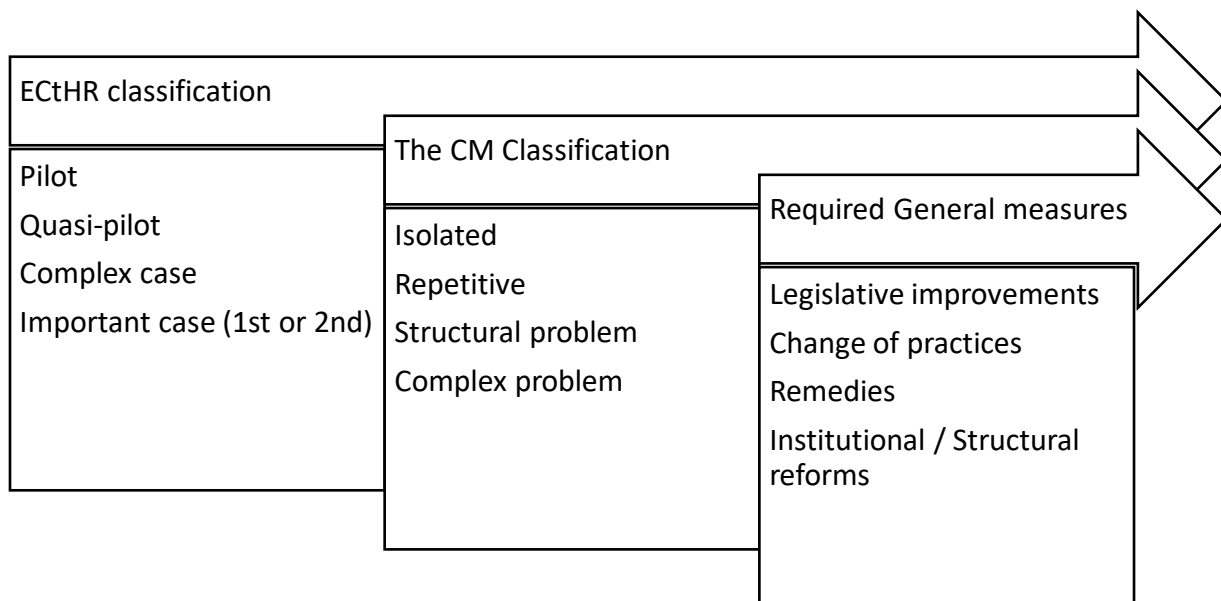 ECtHR classification
Pilot
Quasi-pilot
Complex case
Important case (1st or 2nd)
The CM Classification
Isolated
Repetitive
Structural problem
Complex problem
Required General measures
Legislative improvements
Change of practices
Remedies
Institutional / Structural
reforms